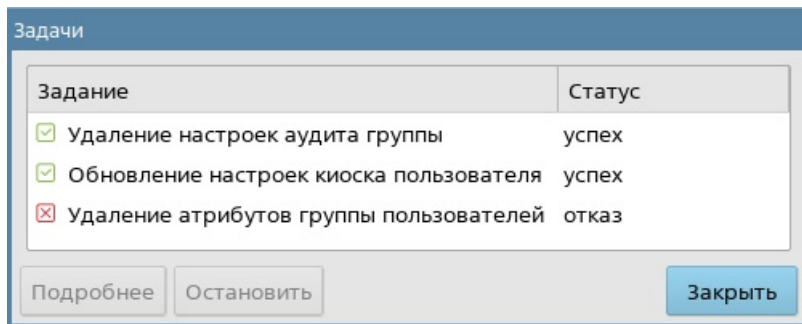 Задачи
Задание Статус
Удаление настроек аудита группы успех
Обновление настроек киоска пользователя успех
Удаление атрибутов группы пользователей отказ
Подробнее Остановить Закрыть